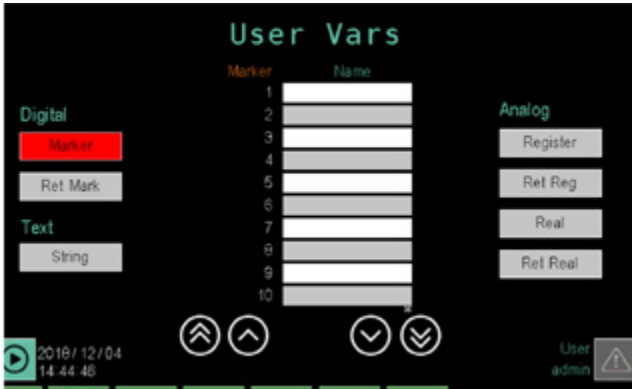 User Vars
Marker Name
1
2
3
4
5
6
7
8
9
10
Digital
Marker
Ret Mark
Text
String
Analog
Register
Ret Reg
Real
Ret Real
2018/12/04
14:44:46
User
admin